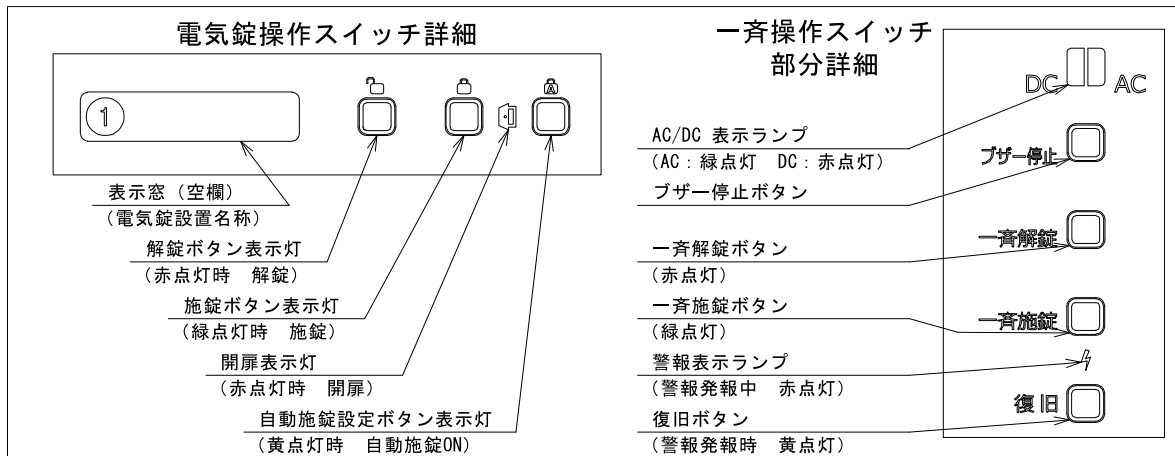 電気錠操作スイッチ詳細
①
A
表示窓（空欄）
（電気錠設置名称）
解錠ボタン表示灯
（赤点灯時　解錠）
施錠ボタン表示灯
（緑点灯時　施錠）
開扉表示灯
（赤点灯時　開扉）
自動施錠設定ボタン表示灯
（黄点灯時　自動施錠ON）
一斉操作スイッチ
部分詳細
DC AC
AC/DC 表示ランプ
（AC：緑点灯　DC：赤点灯）
ブザー停止
ブザー停止ボタン
一斉解錠
一斉解錠ボタン
（赤点灯）
一斉施錠
一斉施錠ボタン
（緑点灯）
警報表示ランプ
（警報発報中　赤点灯）
復旧
復旧ボタン
（警報発報時　黄点灯）